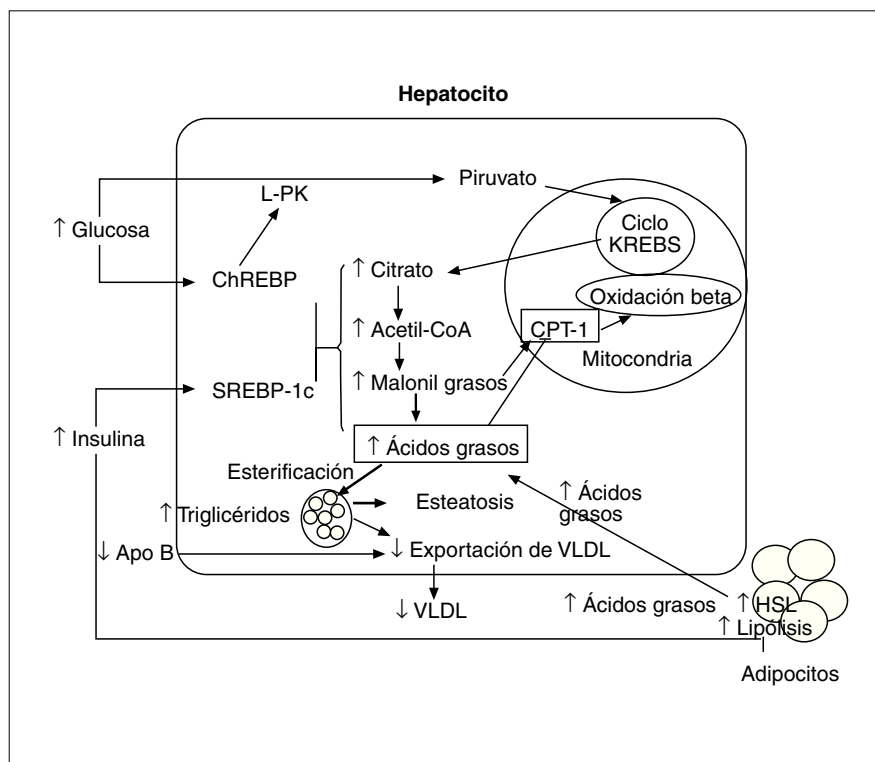 Hepatocito
Piruvato
L-PK
Ciclo
KREBS
↑ Glucosa
ChREBP
↑ Citrato
Oxidación beta
↑ Acetil-CoA
CPT-1
Mitocondria
↑ Malonil grasos
SREBP-1c
↑ Insulina
↑ Ácidos grasos
Esterificación
↑ Ácidos
grasos
↑ Triglicéridos
Esteatosis
↓ Apo B
↓ Exportación de VLDL
↓ VLDL
↑ Ácidos grasos
↑ HSL
↑ Lipólisis
Adipocitos